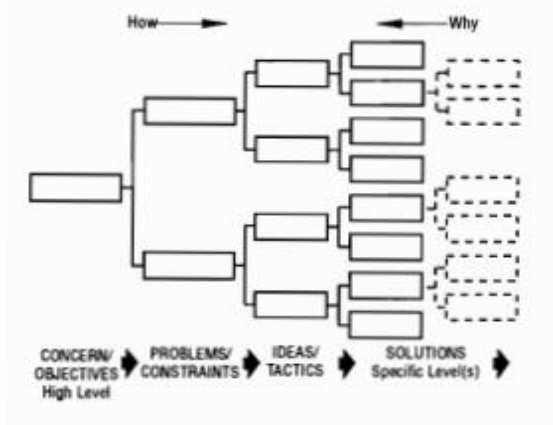 How
Why
CONCERN/
OBJECTIVES
High Level
PROBLEMS/
CONSTRAINTS
IDEAS/
TACTICS
SOLUTIONS
Specific Level(s)